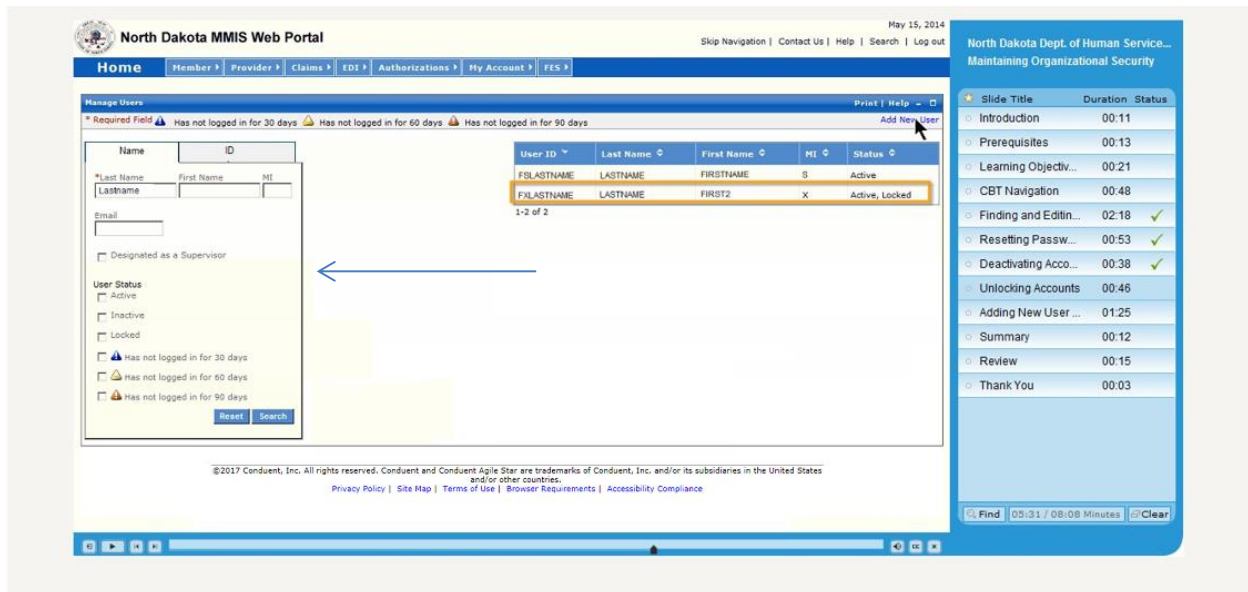 May 15, 2014
North Dakota MMIS Web Portal
Skip Navigation | Contact Us | Help | Search | Log out
Home Member Provider Claims EDI Authorizations My Account FES
Manage Users Print | Help
* Required Field Has not logged in for 30 days Has not logged in for 60 days Has not logged in for 90 days Add New User
Name ID
*Last Name First Name MI
Lastname
Email
Designated as a Supervisor
User Status
Active
Inactive
Locked
Has not logged in for 30 days
Has not logged in for 60 days
Has not logged in for 90 days
Reset Search
User ID Last Name First Name MI Status
FSLASTNAME LASTNAME FIRSTNAME S Active
FXLASTNAME LASTNAME FIRST2 X Active, Locked
1-2 of 2
©2017 Conduent, Inc. All rights reserved. Conduent and Conduent Agile Star are trademarks of Conduent, Inc. and/or its subsidiaries in the United States
and/or other countries.
Privacy Policy | Site Map | Terms of Use | Browser Requirements | Accessibility Compliance
North Dakota Dept. of Human Service...
Maintaining Organizational Security
Slide Title Duration Status
Introduction 00:11
Prerequisites 00:13
Learning Objectiv... 00:21
CBT Navigation 00:48
Finding and Editin... 02:18
Resetting Passw... 00:53
Deactivating Acco... 00:38
Unlocking Accounts 00:46
Adding New User ... 01:25
Summary 00:12
Review 00:15
Thank You 00:03
Find 05:31 / 08:08 Minutes Clear
CC